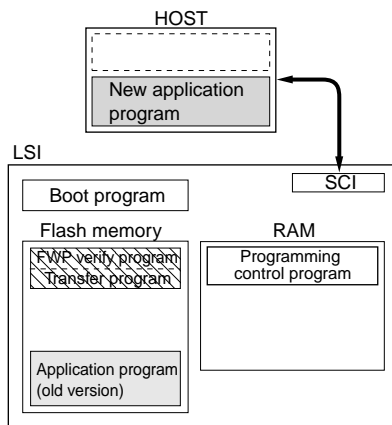 HOST
New application
program
LSI
SCI
Boot program
Flash memory
FWP verify program
Transfer program
Application program
(old version)
RAM
Programming
control program